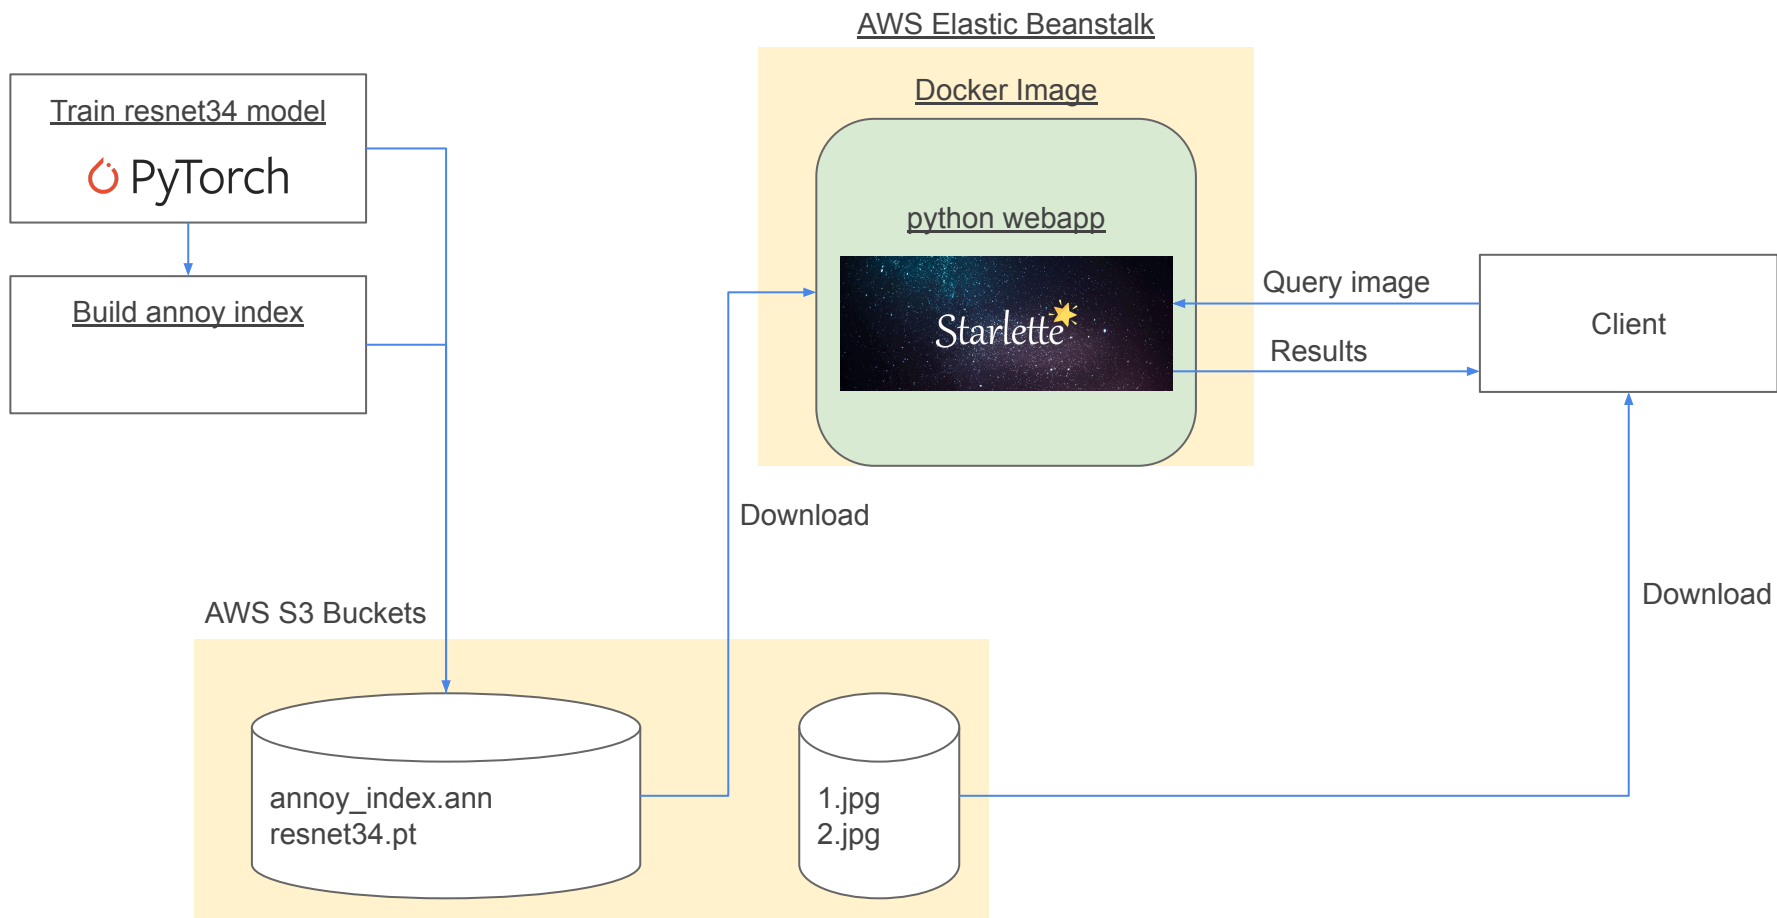 AWS Elastic Beanstalk
Docker Image
Train resnet34 model
PyTorch
Build annoy index
python webapp
Starlette
Query image
Results
Client
Download
Download
AWS S3 Buckets
annoy_index.ann
resnet34.pt
1.jpg
2.jpg